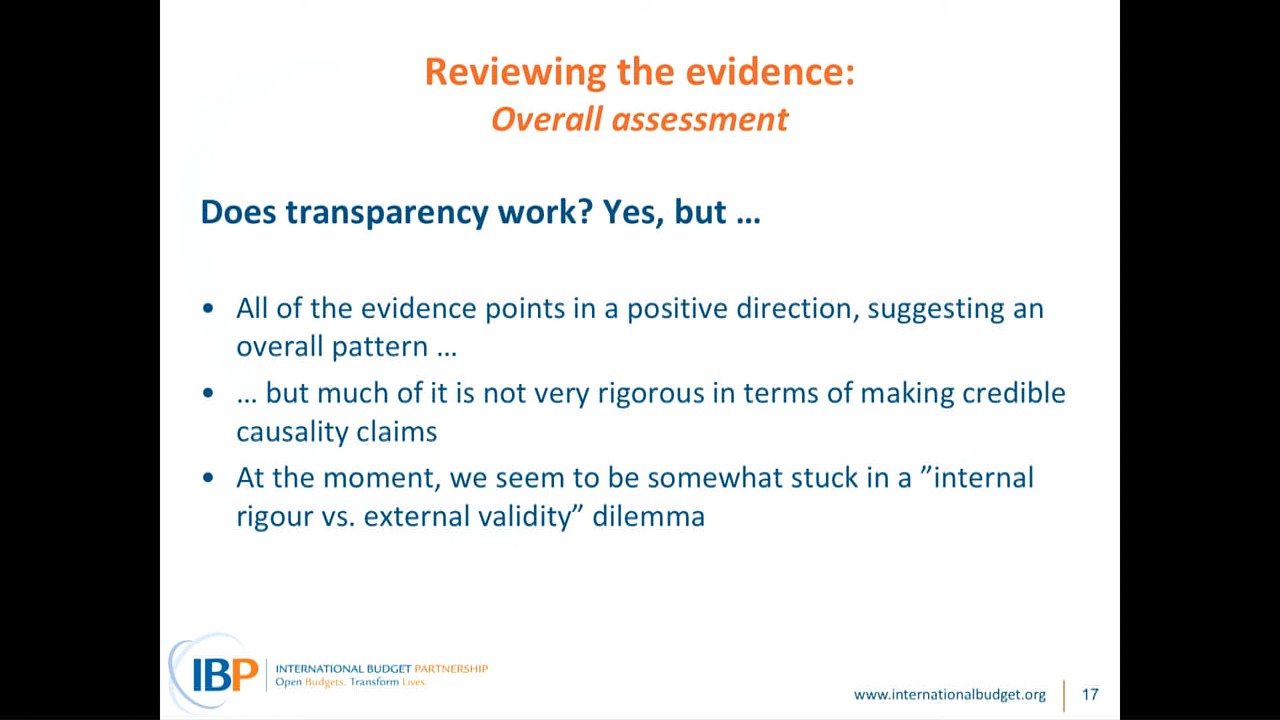 Reviewing the evidence:
Overall assessment
Does transparency work? Yes, but …
• All of the evidence points in a positive direction, suggesting an
overall pattern …
• … but much of it is not very rigorous in terms of making credible
causality claims
• At the moment, we seem to be somewhat stuck in a ”internal
rigour vs. external validity” dilemma
IBP
INTERNATIONAL BUDGET PARTNERSHIP
Open Budgets. Transform Lives.
www.internationalbudget.org
17